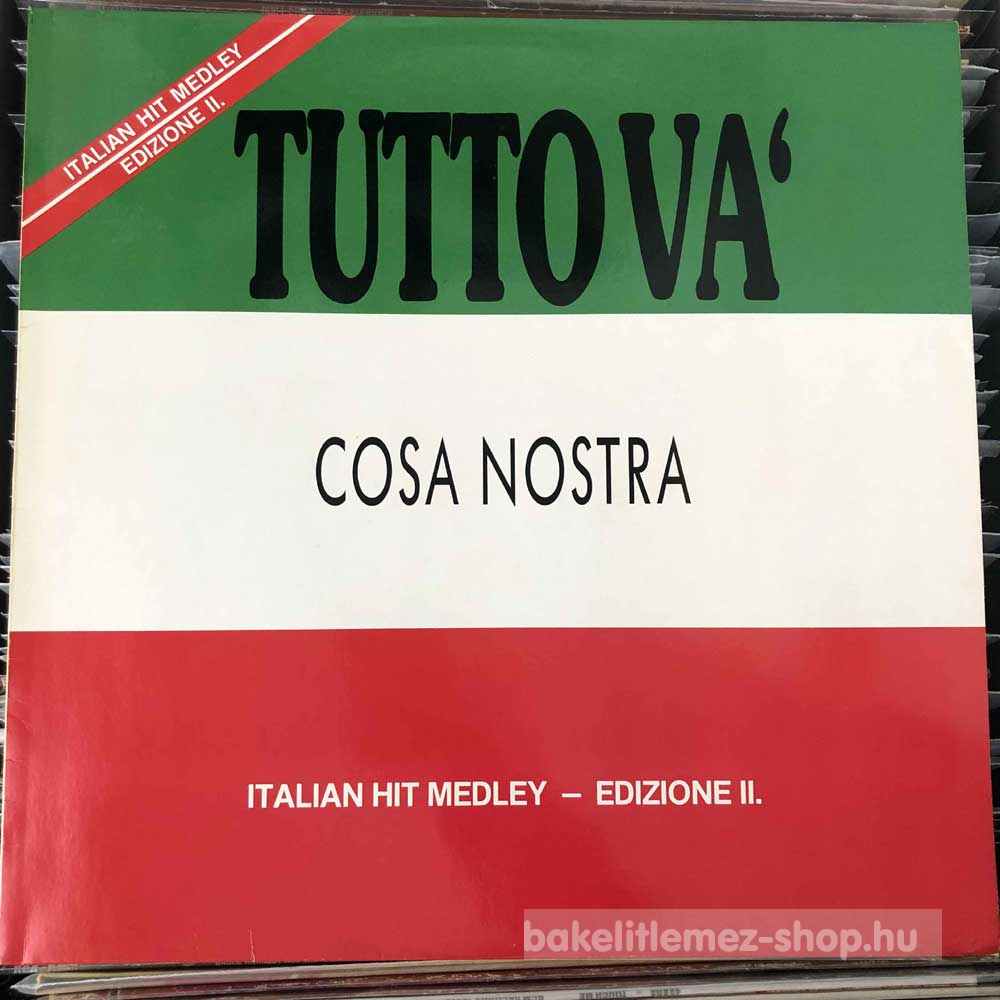 ITALIAN HIT MEDLEY
EDIZIONE II.
TUTTO VA‘
COSA NOSTRA
ITALIAN HIT MEDLEY – EDIZIONE II.
bakelitlemez-shop.hu